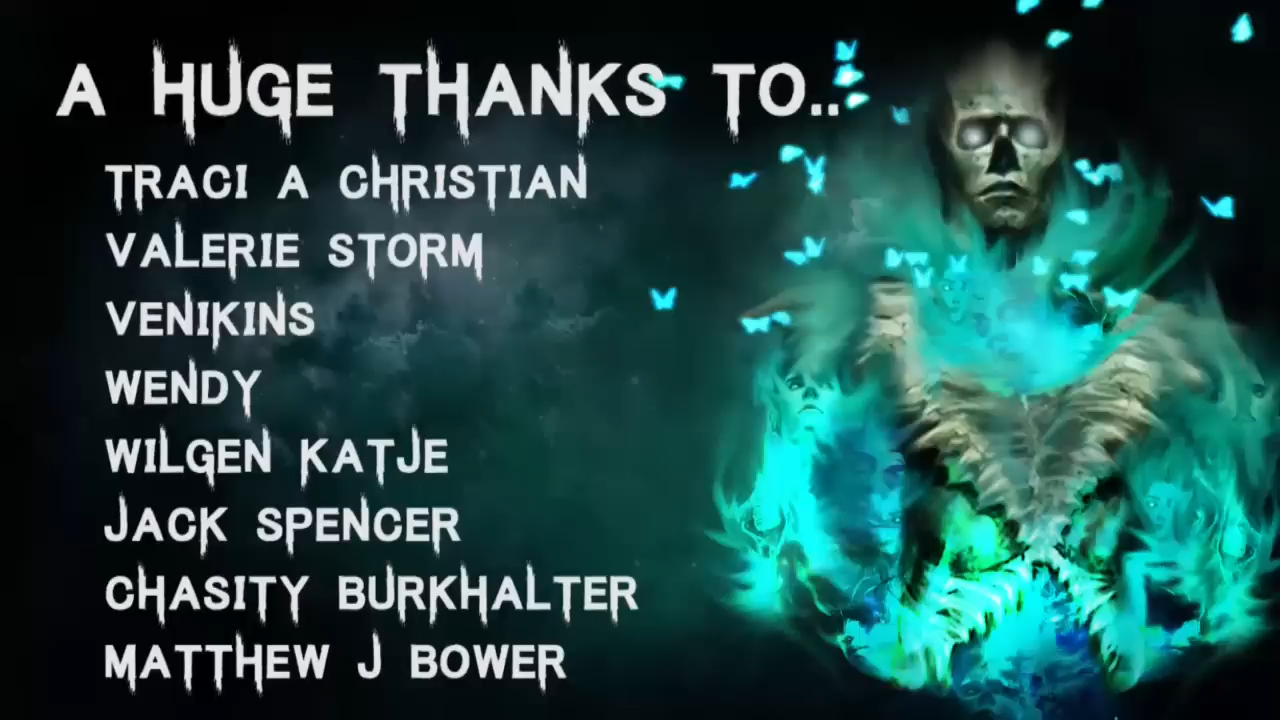 A HUGE THANKS TO..
TRACI A CHRISTIAN
VALERIE STORM
VENIKINS
WENDY
WILGEN KATJE
JACK SPENCER
CHASITY BURKHALTER
MATTHEW J BOWER